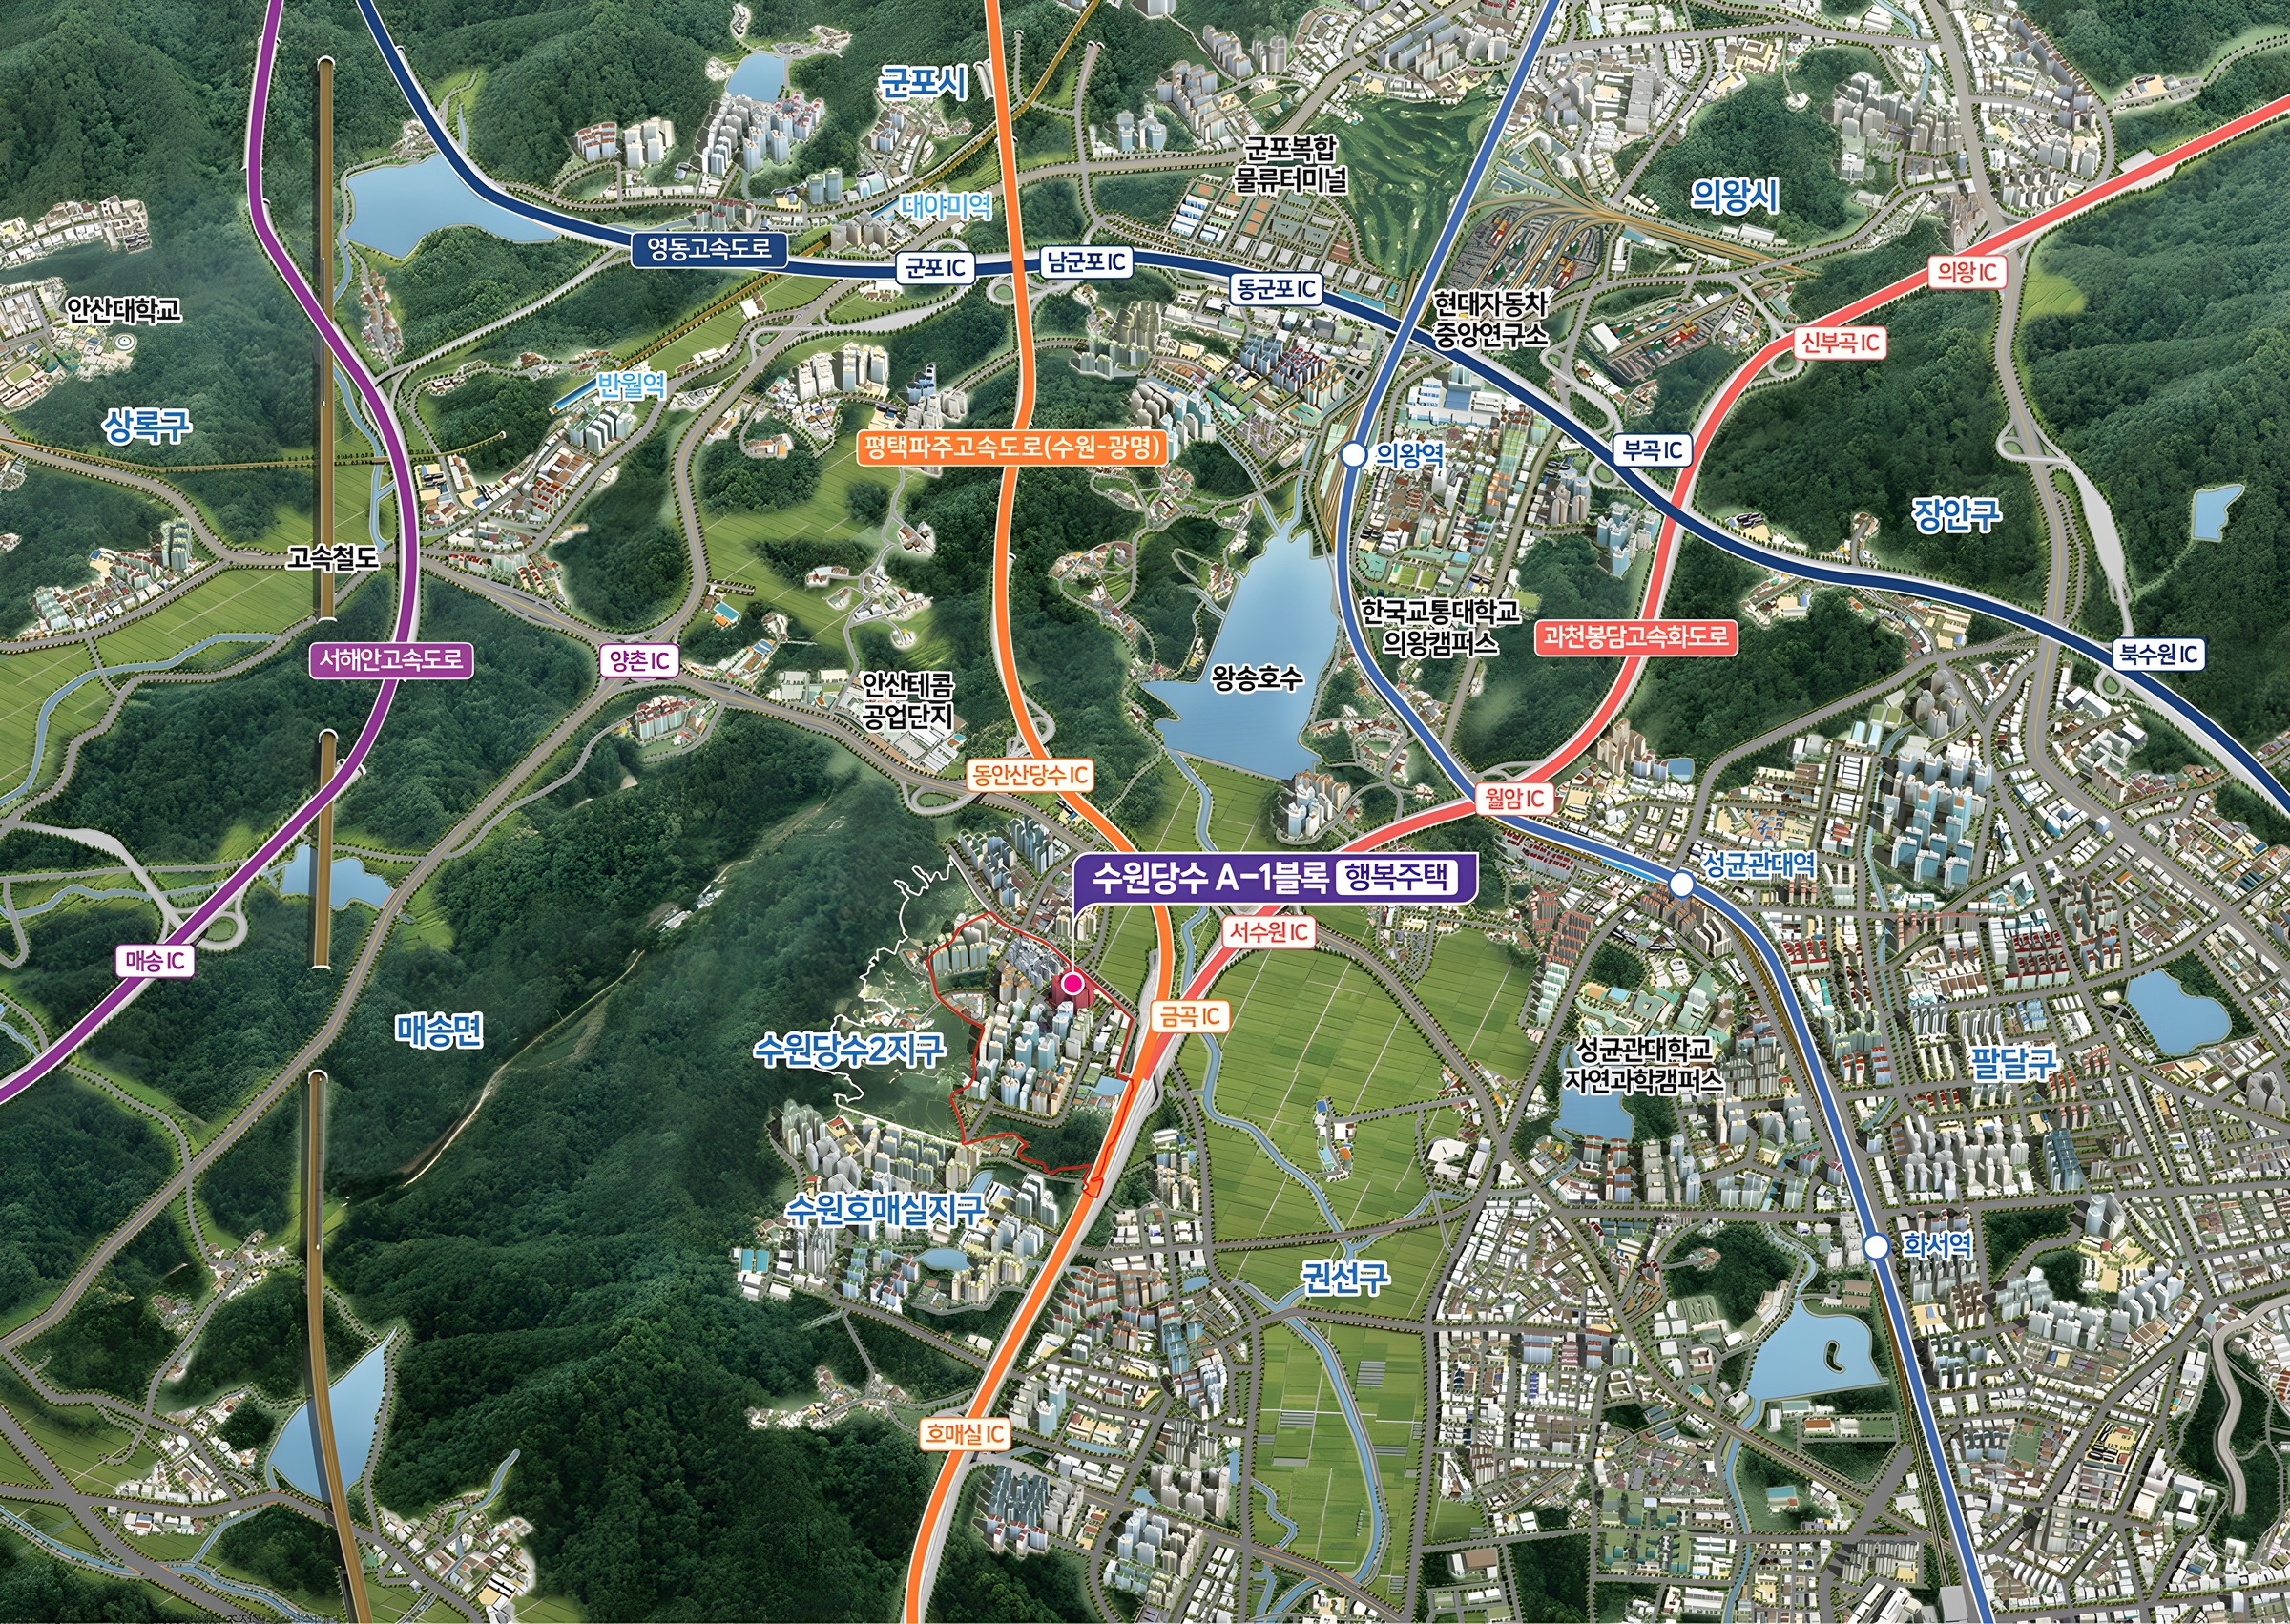 군포시
군포복합
물류터미널
의왕시
대야미역
영동고속도로
군포 IC
남군포 IC
동군포 IC
의왕 IC
안산대학교
현대자동차
중앙연구소
신부곡 IC
반월역
상록구
평택파주고속도로(수원-광명)
의왕역
부곡 IC
장안구
고속철도
한국교통대학교
의왕캠퍼스
과천봉담고속화도로
서해안고속도로
양촌 IC
북수원 IC
왕송호수
안산테콤
공업단지
동안산당수 IC
월암 IC
성균관대역
수원당수 A-1블록 행복주택
서수원 IC
매송 IC
금곡 IC
매송면
수원당수2지구
성균관대학교
자연과학캠퍼스
팔달구
수원호매실지구
화서역
권선구
호매실 IC